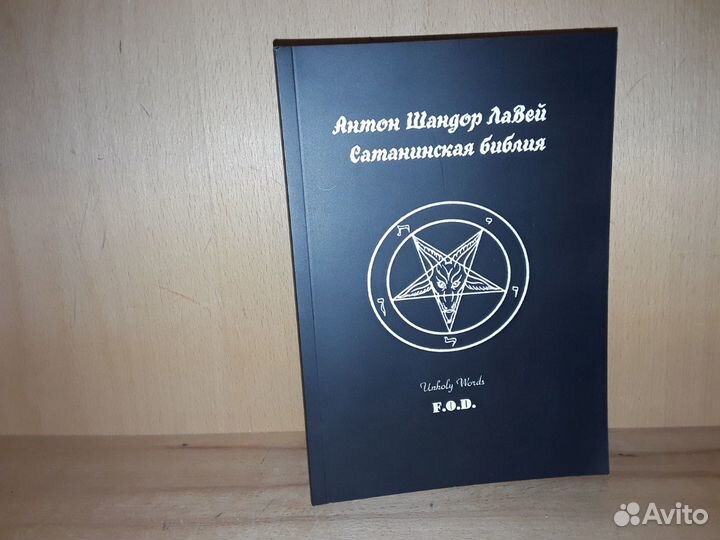 Антон Шандор ЛаВей
Сатанинская библия
Unholy Words
F.O.D.
Avito